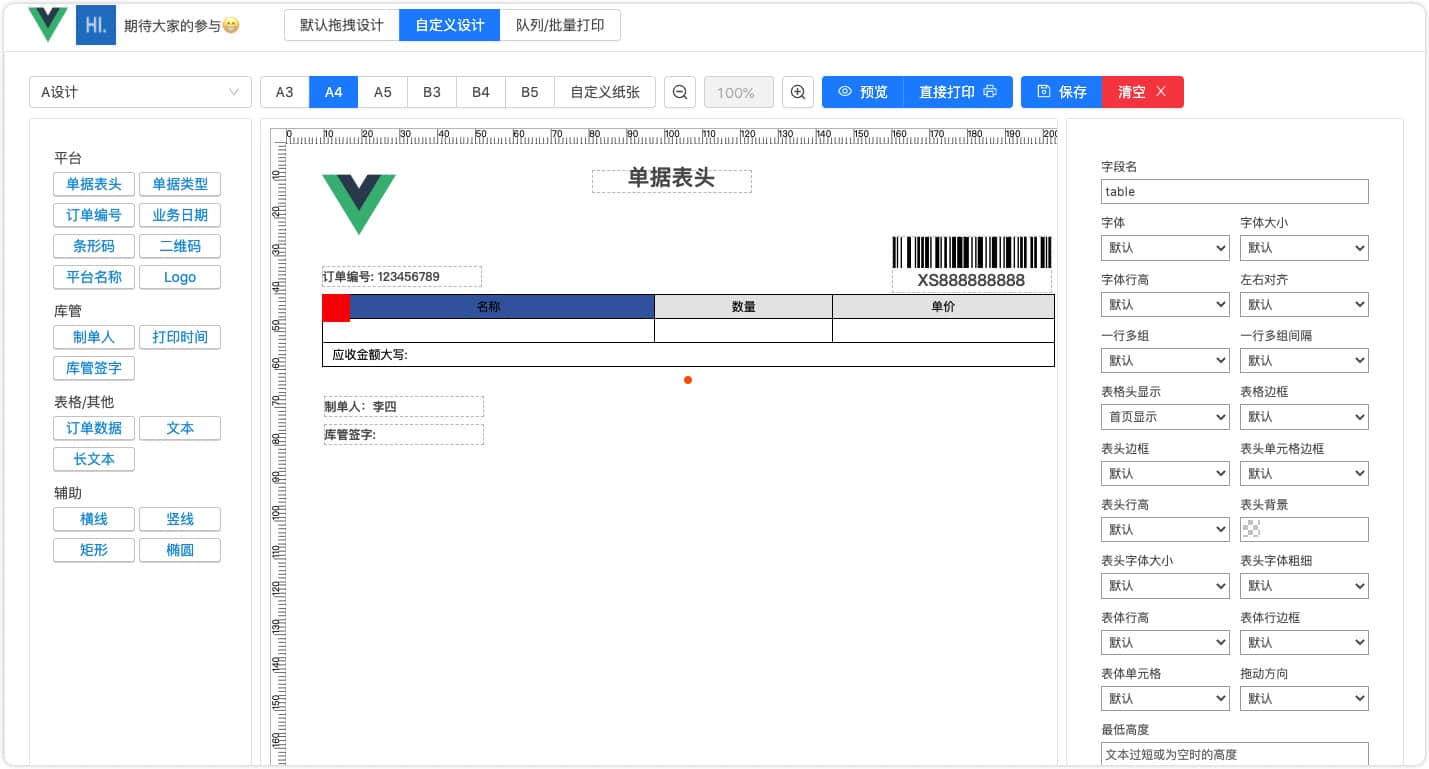 HI. 期待大家的参与😁 默认拖拽设计 自定义设计 队列/批量打印
A设计 A3 A4 A5 B3 B4 B5 自定义纸张 100% 预览 直接打印 保存 清空
平台
单据表头 单据类型
订单编号 业务日期
条形码 二维码
平台名称 Logo
库管
制单人 打印时间
库管签字
表格/其他
订单数据 文本
长文本
辅助
横线 竖线
矩形 椭圆
0 10 20 30 40 50 60 70 80 90 100 110 120 130 140 150 160 170 180 190 200
10
20
30
40
50
60
70
80
90
100
110
120
130
140
150
160
单据表头
XS888888888
订单编号: 123456789
名称 数量 单价
应收金额大写:
制单人: 李四
库管签字:
字段名
table
字体 字体大小
默认 默认
字体行高 左右对齐
默认 默认
一行多组 一行多组间隔
默认 默认
表格头显示 表格边框
首页显示 默认
表头边框 表头单元格边框
默认 默认
表头行高 表头背景
默认
表头字体大小 表头字体粗细
默认 默认
表体行高 表体行边框
默认 默认
表体单元格 拖动方向
默认 默认
最低高度
文本过短或为空时的高度